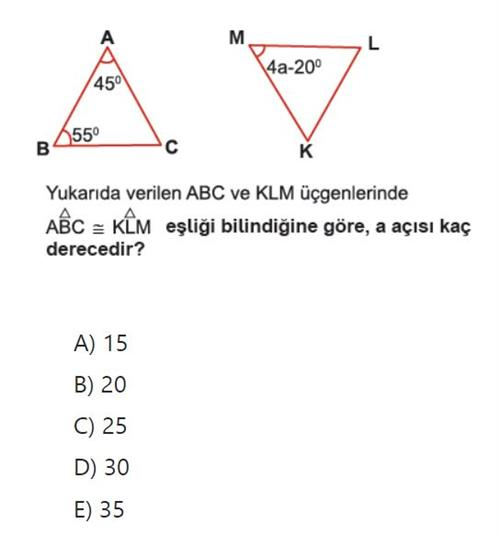 A
45⁰
B 55⁰ C
M L
4a-20⁰
K
Yukarıda verilen ABC ve KLM üçgenlerinde
ABC ≅ KLM eşliği bilindiğine göre, a açısı kaç
derecedir?
A) 15
B) 20
C) 25
D) 30
E) 35